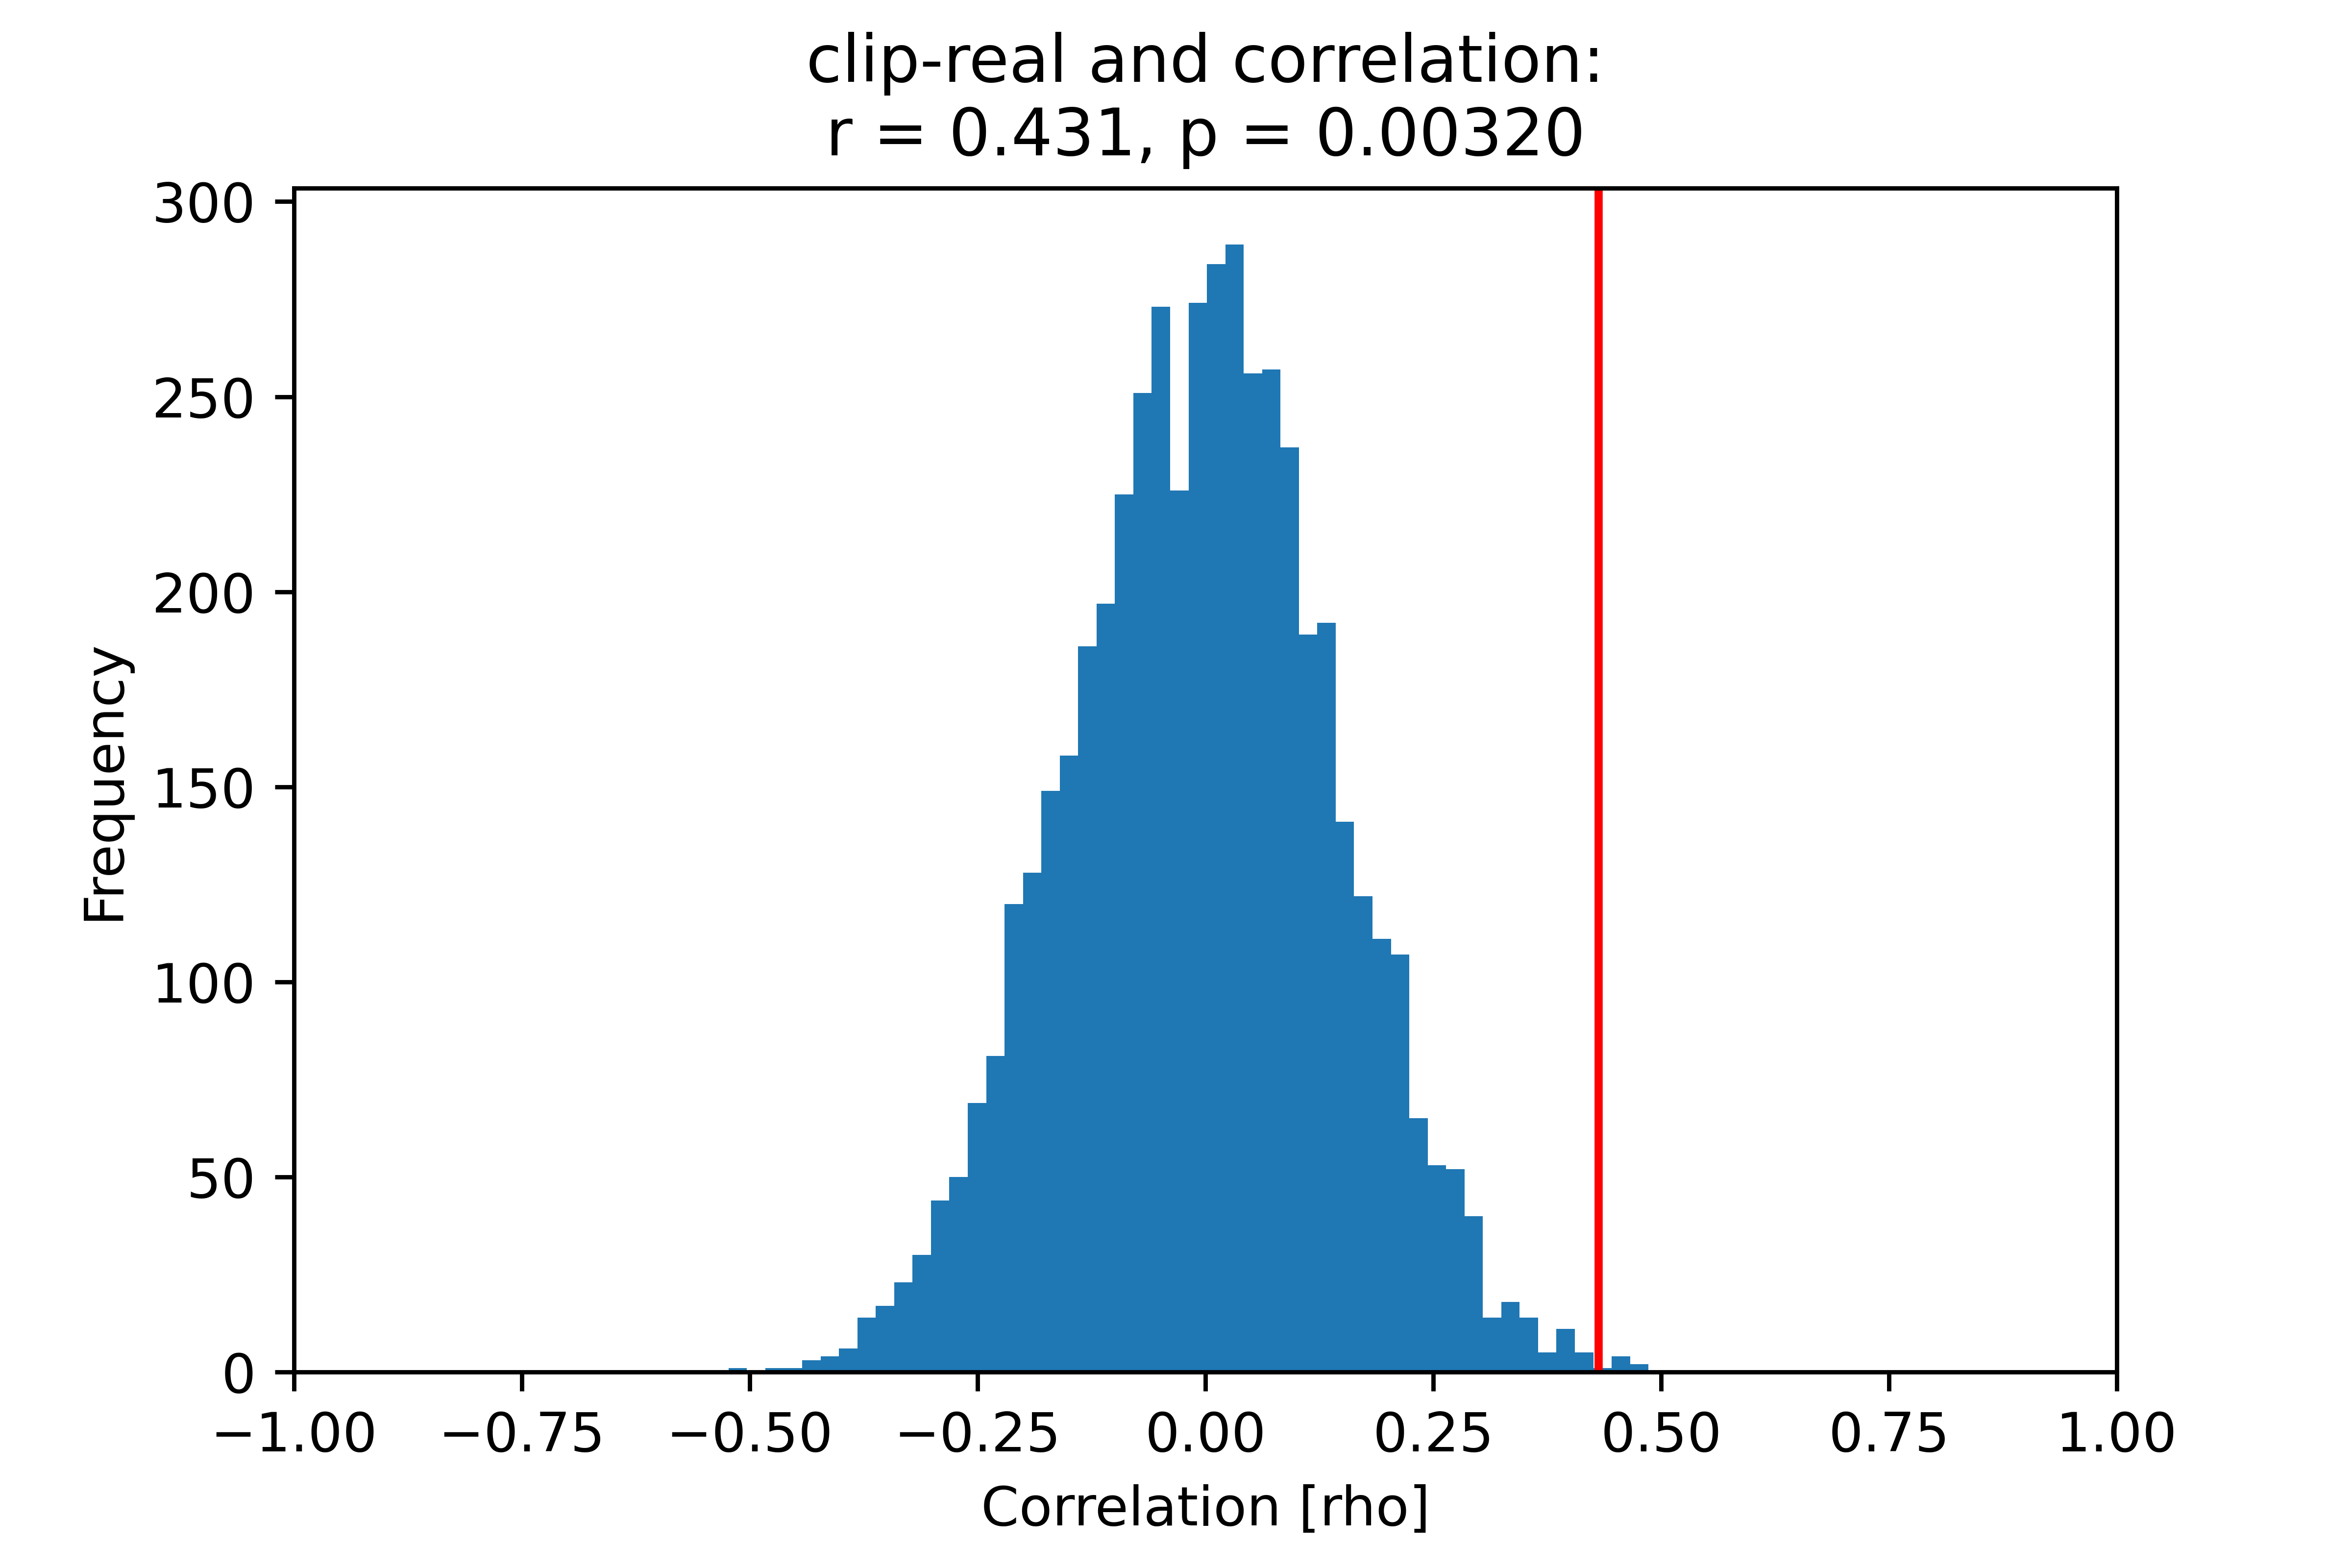 clip-real and correlation:
r = 0.431, p = 0.00320
300
250
200
150
100
50
0
Frequency
−1.00 −0.75 −0.50 −0.25 0.00 0.25 0.50 0.75 1.00
Correlation [rho]